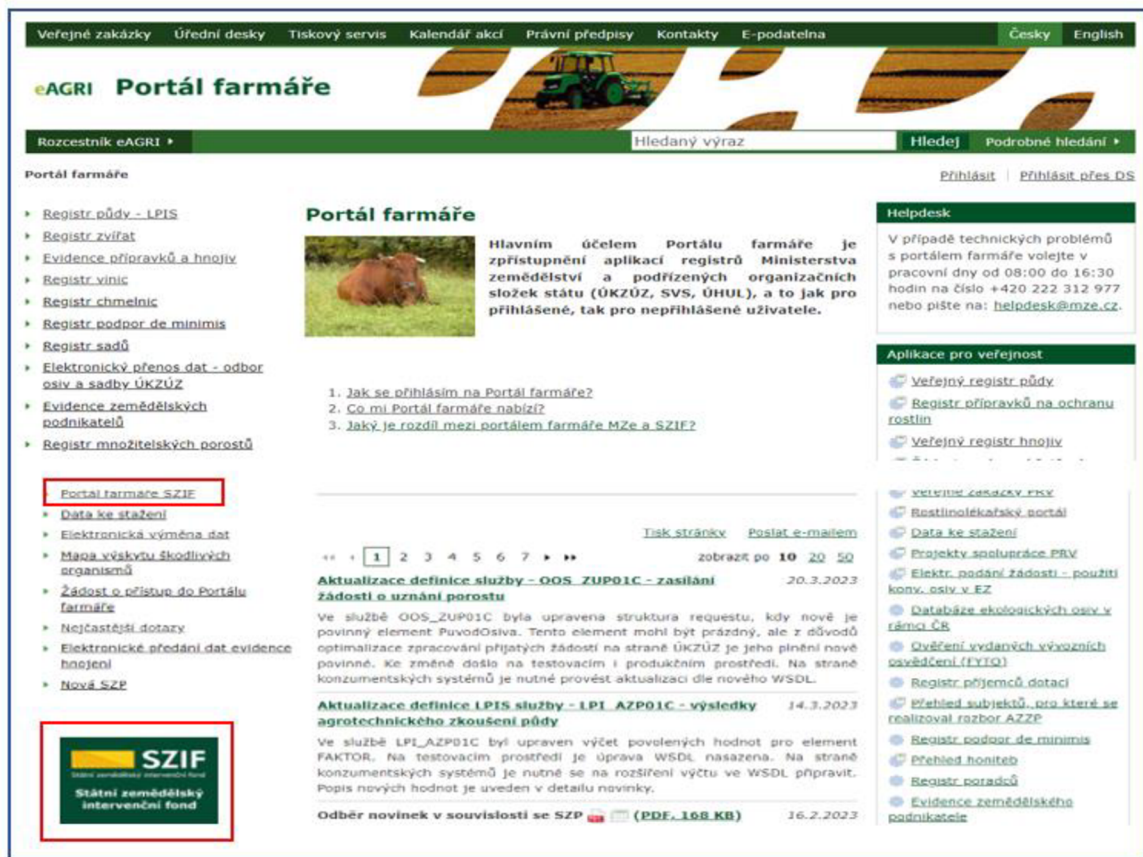 Veřejné zakázky Úřední desky Tiskový servis Kalendář akcí Právní předpisy Kontakty E-podatelna Česky English
eAGRI Portál farmáře
Rozcestník eAGRI Hledaný výraz Hledej Podrobné hledání
Portál farmáře Přihlásit Přihlásit přes DS
Registr půdy - LPIS
Registr zvířat
Evidence přípravků a hnojiv
Registr vinic
Registr chmelnic
Registr podpor de minimis
Registr sadů
Elektronický přenos dat - odbor
osiv a sadby ÚKZÚZ
Evidence zemědělských
podnikatelů
Registr množitelských porostů
Portál farmáře SZIF
Data ke stažení
Elektronická výměna dat
Mapa výskytu škodlivých
organismů
Žádost o přístup do Portálu
farmáře
Nejčastější dotazy
Elektronické předání dat evidence
hnojení
Nová SZP
SZIF
Státní zemědělský intervenční fond
Státní zemědělský
intervenční fond
Portál farmáře
Hlavním účelem Portálu farmáře je
zpřístupnění aplikací registrů Ministerstva
zemědělství a podřízených organizačních
složek státu (ÚKZÚZ, SVS, ÚHUL), a to jak pro
přihlášené, tak pro nepřihlášené uživatele.
1. Jak se přihlásím na Portál farmáře?
2. Co mi Portál farmáře nabízí?
3. Jaký je rozdíl mezi portálem farmáře MZe a SZIF?
Tisk stránky Poslat e-mailem
1 2 3 4 5 6 7 zobrazit po 10 20 50
Aktualizace definice služby - OOS_ZUP01C - zasílání 20.3.2023
žádosti o uznání porostu
Ve službě OOS_ZUP01C byla upravena struktura requestu, kdy nově je
povinný element PuvodOsiva. Tento element mohl být prázdný, ale z důvodů
optimalizace zpracování přijatých žádostí na straně ÚKZÚZ je jeho plnění nově
povinné. Ke změně došlo na testovacím i produkčním prostředí. Na straně
konzumentských systémů je nutné provést aktualizaci dle nového WSDL.
Aktualizace definice LPIS služby - LPI_AZP01C - výsledky 14.3.2023
agrotechnického zkoušení půdy
Ve službě LPI_AZP01C byl upraven výčet povolených hodnot pro element
FAKTOR. Na testovacím prostředí je úprava WSDL nasazena. Na straně
konzumentských systémů je nutné se na rozšíření výčtu ve WSDL připravit.
Popis nových hodnot je uveden v detailu novinky.
Odběr novinek v souvislosti se SZP (PDF, 168 KB) 16.2.2023
Helpdesk
V případě technických problémů
s portálem farmáře volejte v
pracovní dny od 08:00 do 16:30
hodin na číslo +420 222 312 977
nebo pište na: helpdesk@mze.cz.
Aplikace pro veřejnost
Veřejný registr půdy
Registr přípravků na ochranu
rostlin
Veřejný registr hnojiv
Veřejné zakázky PRV
Rostlinolékařský portál
Data ke stažení
Projekty spolupráce PRV
Elektr. podání žádosti - použití
konv. osiv v EZ
Databáze ekologických osiv v
rámci ČR
Ověření vydaných vývozních
osvědčení (FYTO)
Registr příjemců dotací
Přehled subjektů, pro které se
realizoval rozbor AZZP
Registr podpor de minimis
Přehled honiteb
Registr poradců
Evidence zemědělského
podnikatele